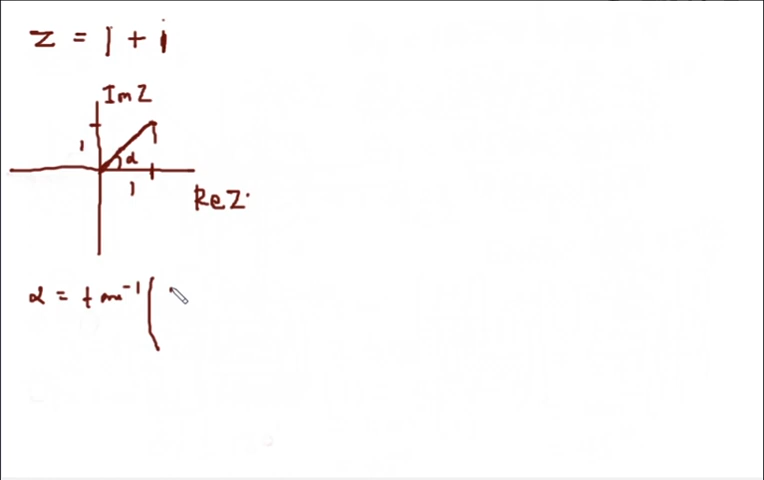 z = 1 + i
Im Z
1
α
1
Re Z
α = tan⁻¹(